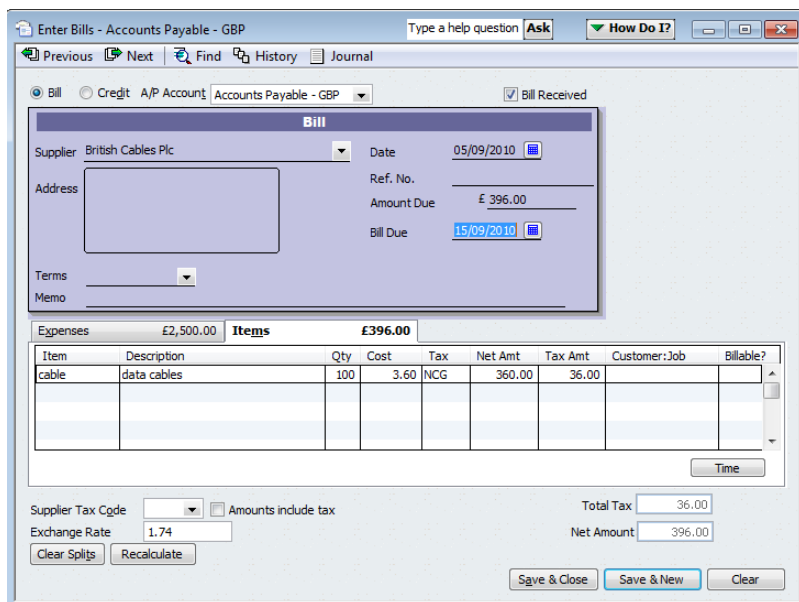 Enter Bills - Accounts Payable - GBP Type a help question Ask How Do I?
Previous Next Find History Journal
Bill Credit A/P Account Accounts Payable - GBP Bill Received
Bill
Supplier British Cables Plc Date 05/09/2010
Ref. No.
Address
Amount Due £ 396.00
Bill Due 15/09/2010
Terms
Memo
Expenses £2,500.00 Items £396.00
Item Description Qty Cost Tax Net Amt Tax Amt Customer:Job Billable?
cable data cables 100 3.60 NCG 360.00 36.00
Time
Supplier Tax Code Amounts include tax Total Tax 36.00
Exchange Rate 1.74 Net Amount 396.00
Clear Splits Recalculate
Save & Close Save & New Clear